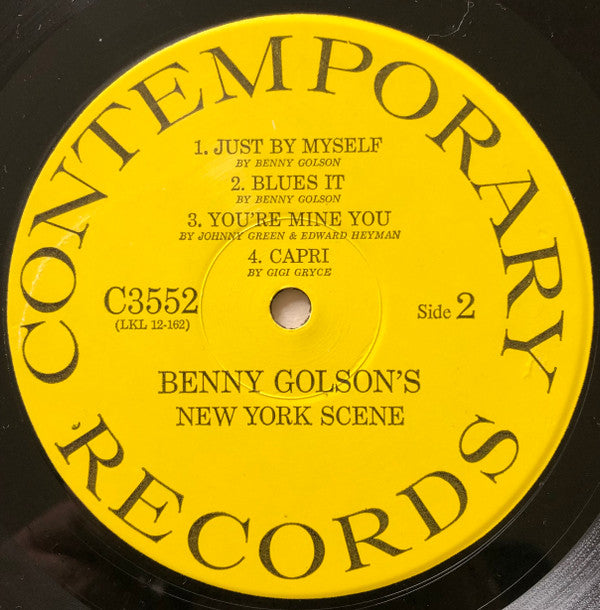 CONTEMPORARY
1. JUST BY MYSELF
BY BENNY GOLSON
2. BLUES IT
BY BENNY GOLSON
3. YOU'RE MINE YOU
BY JOHNNY GREEN & EDWARD HEYMAN
4. CAPRI
BY GIGI GRYCE
C3552
(LKL 12-162)
Side 2
BENNY GOLSON'S
NEW YORK SCENE
RECORDS